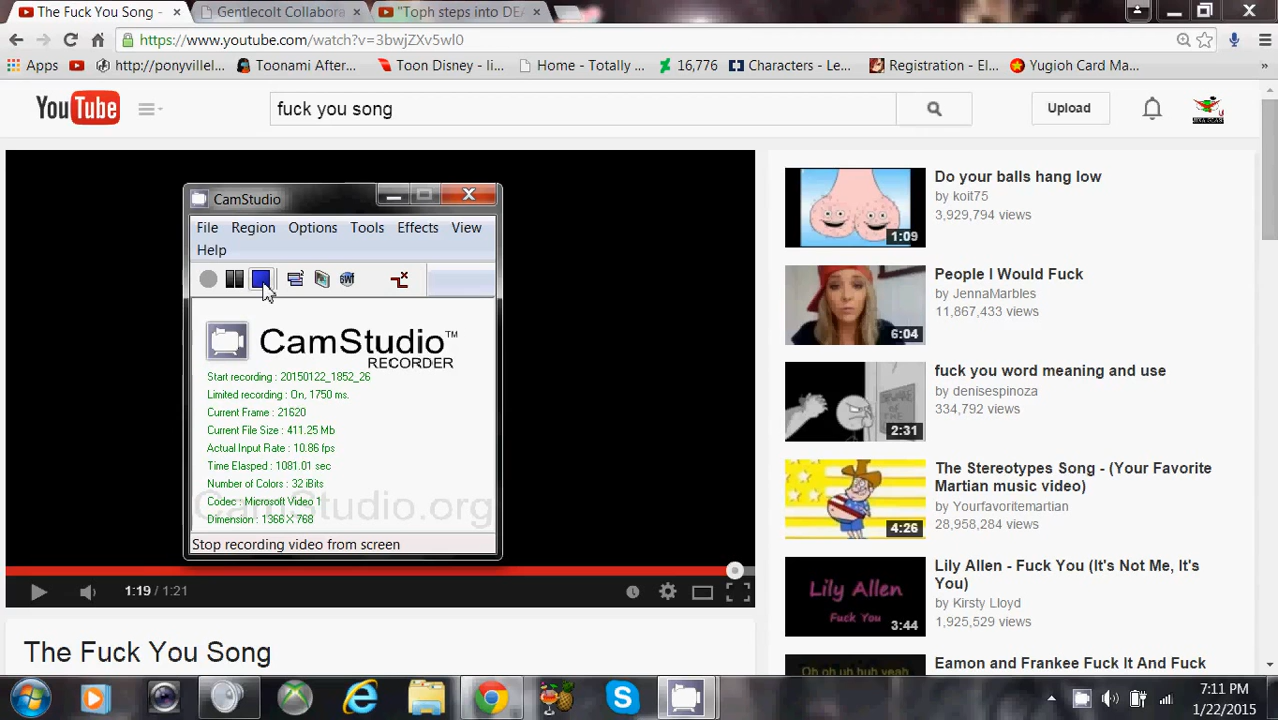 The Fuck You Song -
Gentlecolt Collabora
"Toph steps into DEA
https://www.youtube.com/watch?v=3bwjZXv5wl0
Apps
http://ponyvillel...
Toonami After...
Toon Disney - li...
Home - Totally ...
16,776
Characters - Le...
Registration - El...
Yugioh Card Ma...
»
YouTube
fuck you song
Upload
CamStudio
File Region Options Tools Effects View
Help
CamStudio™
RECORDER
Start recording : 20150122_1852_26
Limited recording : On, 1750 ms.
Current Frame : 21620
Current File Size : 411.25 Mb
Actual Input Rate : 10.86 fps
Time Elasped : 1081.01 sec
Number of Colors : 32 iBits
Codec : Microsoft Video 1
CamStudio.org
Dimension : 1366 X 768
Stop recording video from screen
1:19 / 1:21
The Fuck You Song
Do your balls hang low
by koit75
3,929,794 views
1:09
People I Would Fuck
by JennaMarbles
11,867,433 views
6:04
fuck you word meaning and use
by denisespinoza
334,792 views
2:31
The Stereotypes Song - (Your Favorite
Martian music video)
by Yourfavoritemartian
28,958,284 views
4:26
Lily Allen - Fuck You (It's Not Me, It's
You)
by Kirsty Lloyd
1,925,529 views
Lily Allen
Fuck You
3:44
Eamon and Frankee Fuck It And Fuck
Oh oh uh huh yeah
7:11 PM
1/22/2015